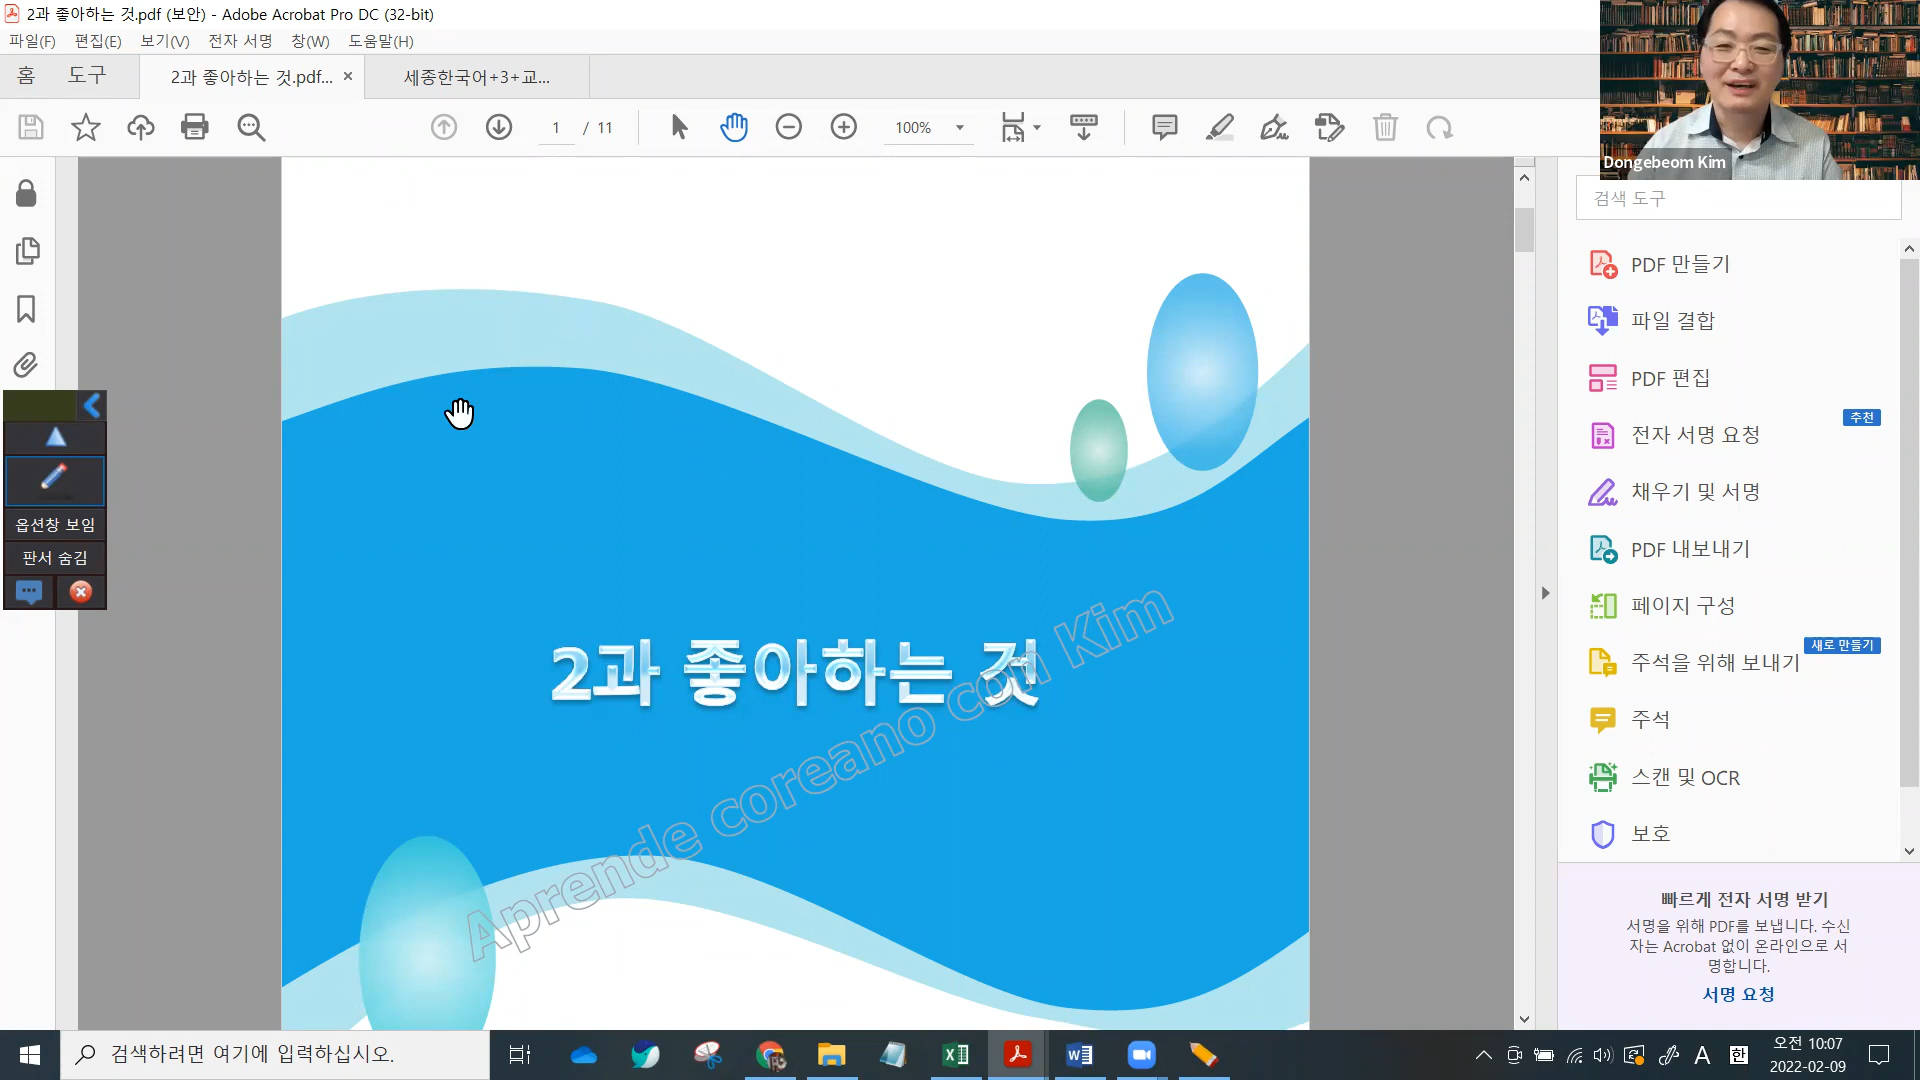 2과 좋아하는 것.pdf (보안) - Adobe Acrobat Pro DC (32-bit)
파일(F) 편집(E) 보기(V) 전자 서명 창(W) 도움말(H)
홈 도구 2과 좋아하는 것.pdf... × 세종한국어+3+교...
1 / 11 100%
Dongebeom Kim
검색 도구
PDF 만들기
파일 결합
PDF 편집
추천
전자 서명 요청
채우기 및 서명
PDF 내보내기
페이지 구성
새로 만들기
주석을 위해 보내기
주석
스캔 및 OCR
보호
빠르게 전자 서명 받기
서명을 위해 PDF를 보냅니다. 수신
자는 Acrobat 없이 온라인으로 서
명합니다.
서명 요청
옵션창 보임
판서 숨김
2과 좋아하는 것
Aprende coreano con Kim
검색하려면 여기에 입력하십시오.
A 한
오전 10:07
2022-02-09